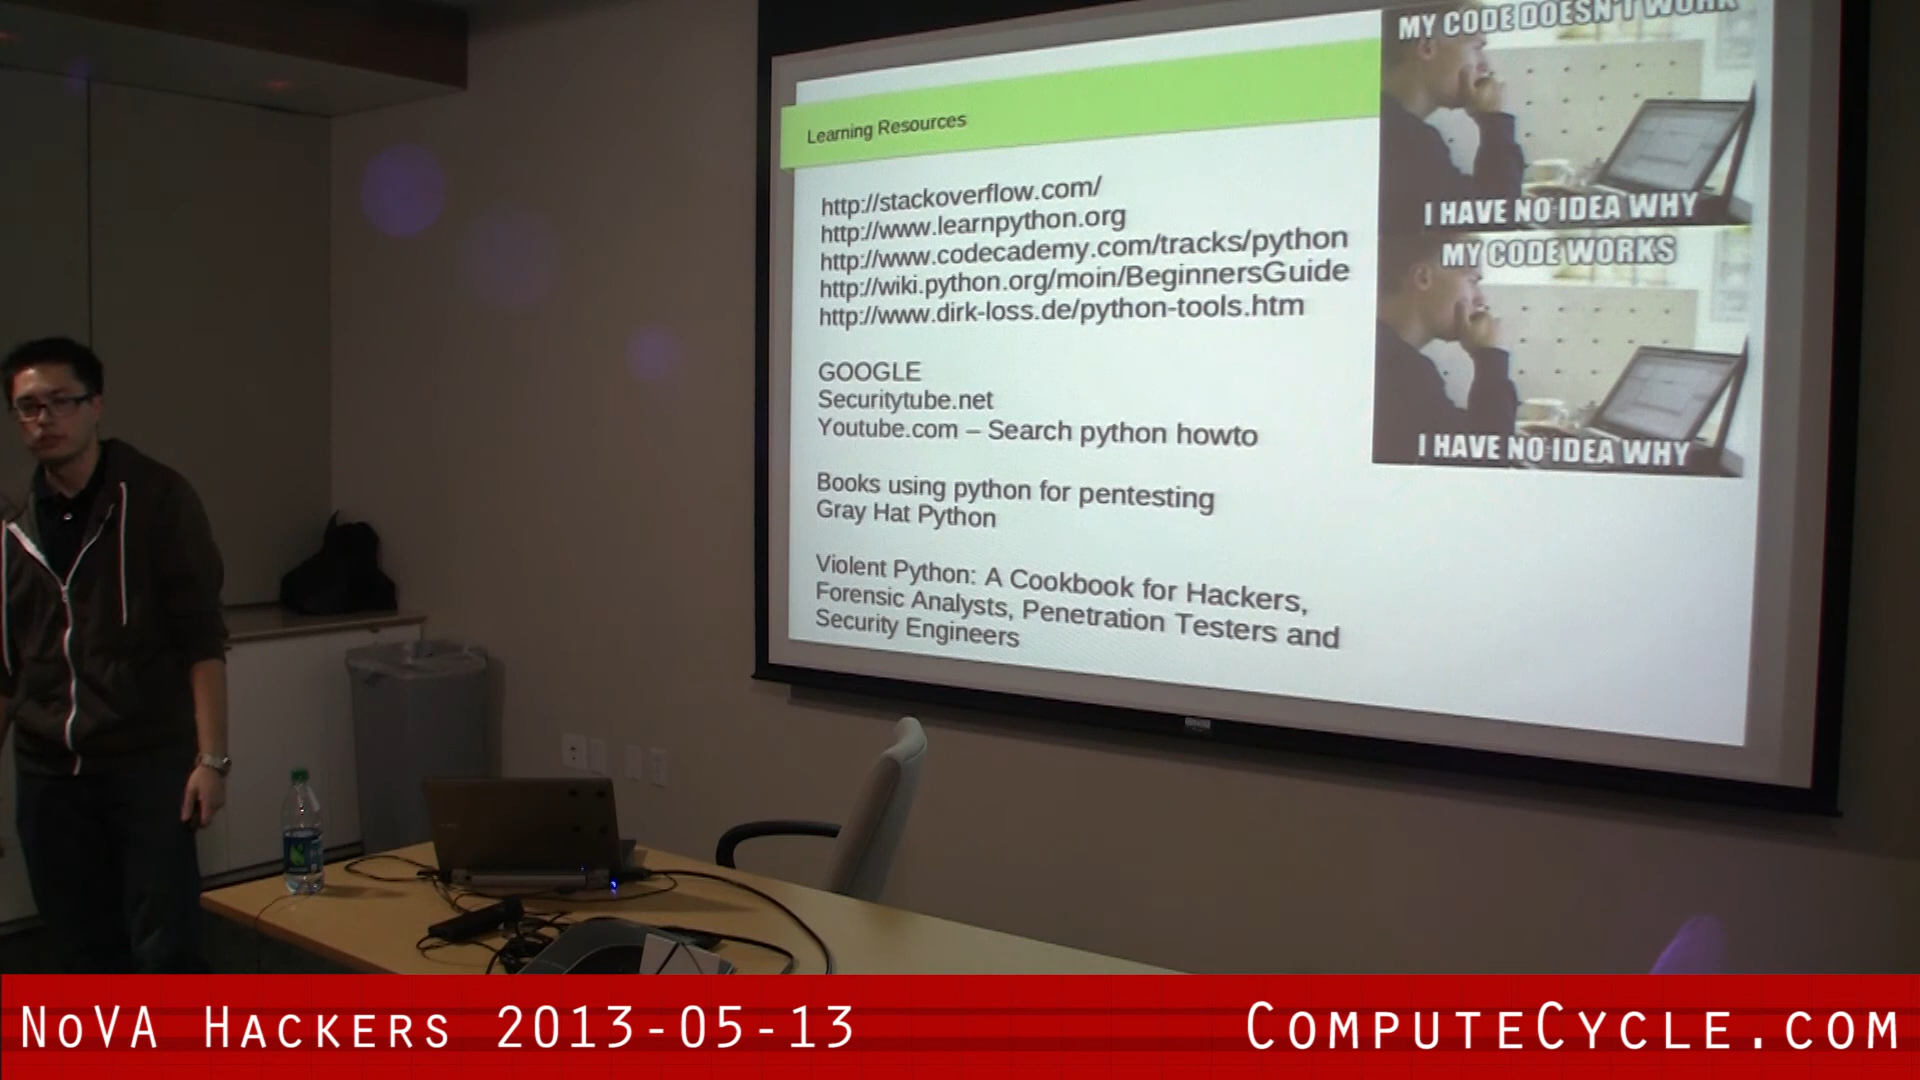 Learning Resources
http://stackoverflow.com/
http://www.learnpython.org
http://www.codecademy.com/tracks/python
http://wiki.python.org/moin/BeginnersGuide
http://www.dirk-loss.de/python-tools.htm
GOOGLE
Securitytube.net
Youtube.com – Search python howto
Books using python for pentesting
Gray Hat Python
Violent Python: A Cookbook for Hackers,
Forensic Analysts, Penetration Testers and
Security Engineers
MY CODE DOESN'T WORK
I HAVE NO IDEA WHY
MY CODE WORKS
I HAVE NO IDEA WHY
NoVA Hackers 2013-05-13
ComputeCycle.com